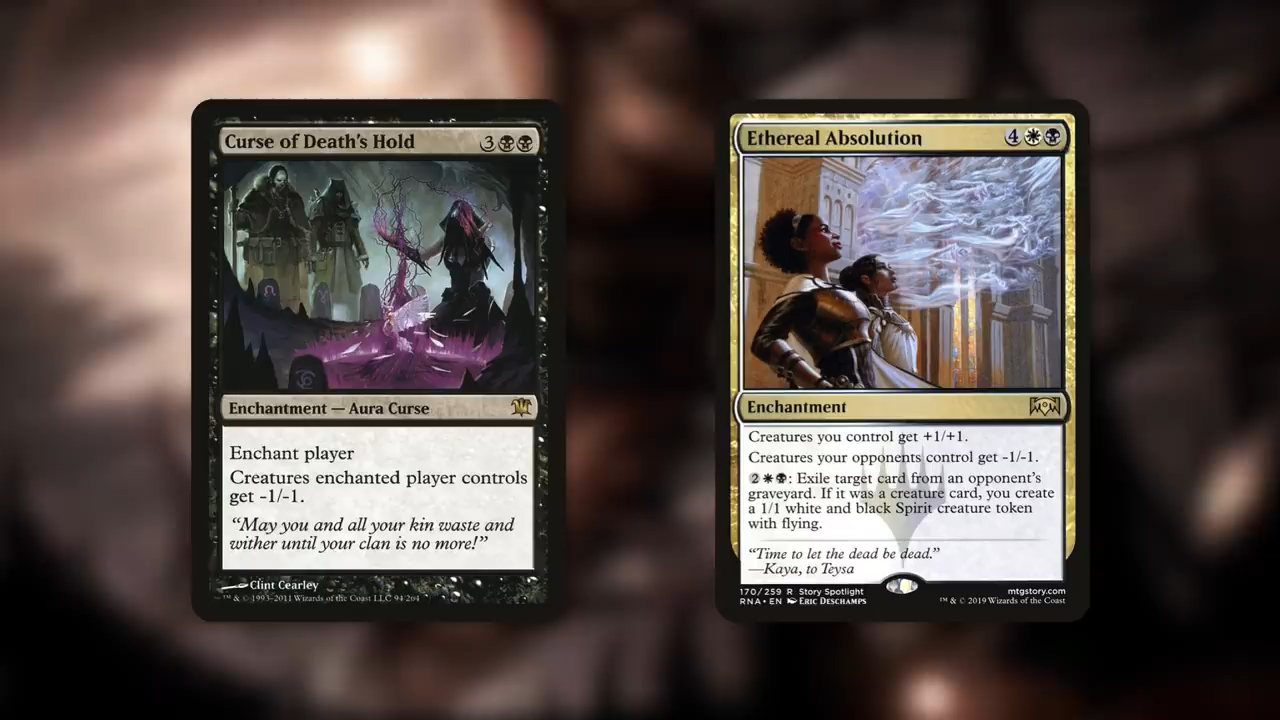 Curse of Death's Hold 3
Enchantment — Aura Curse
Enchant player
Creatures enchanted player controls
get -1/-1.
“May you and all your kin waste and
wither until your clan is no more!”
Clint Cearley
™ & © 1993–2011 Wizards of the Coast LLC 94/264
Ethereal Absolution 4
Enchantment
Creatures you control get +1/+1.
Creatures your opponents control get -1/-1.
2: Exile target card from an opponent's
graveyard. If it was a creature card, you create
a 1/1 white and black Spirit creature token
with flying.
“Time to let the dead be dead.”
—Kaya, to Teysa
170/259 R Story Spotlight
RNA • EN Eric Deschamps
mtgstory.com
™ & © 2019 Wizards of the Coast